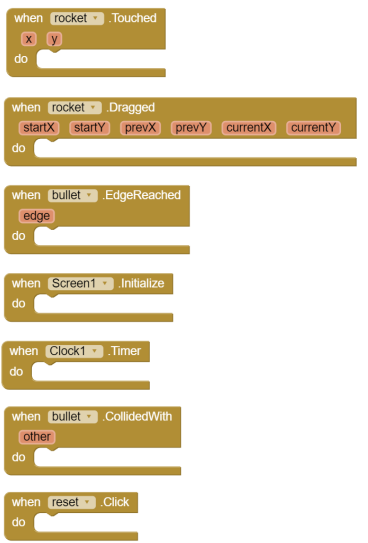 when rocket .Touched
x y
do
when rocket .Dragged
startX startY prevX prevY currentX currentY
do
when bullet .EdgeReached
edge
do
when Screen1 .Initialize
do
when Clock1 .Timer
do
when bullet .CollidedWith
other
do
when reset .Click
do